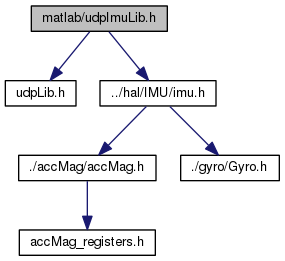 matlab/udpImuLib.h
udpLib.h
../hal/IMU/imu.h
./accMag/accMag.h
./gyro/Gyro.h
accMag_registers.h